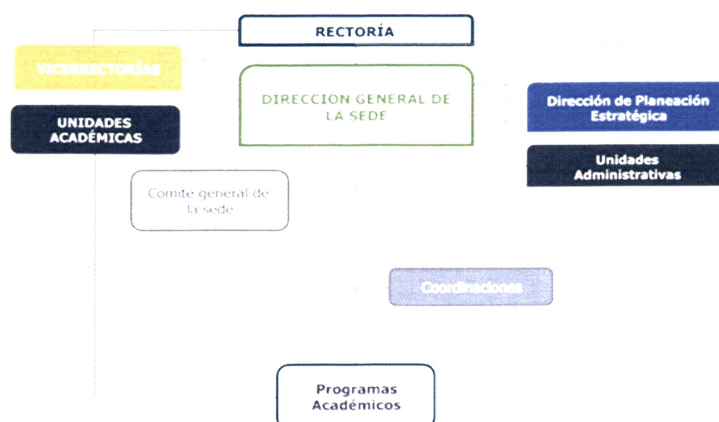 RECTORÍA
VICERRECTORÍAS
DIRECCION GENERAL DE
LA SEDE
Dirección de Planeación
Estratégica
UNIDADES
ACADÉMICAS
Unidades
Administrativas
Comite general de
la sede
Coordinaciones
Programas
Académicos